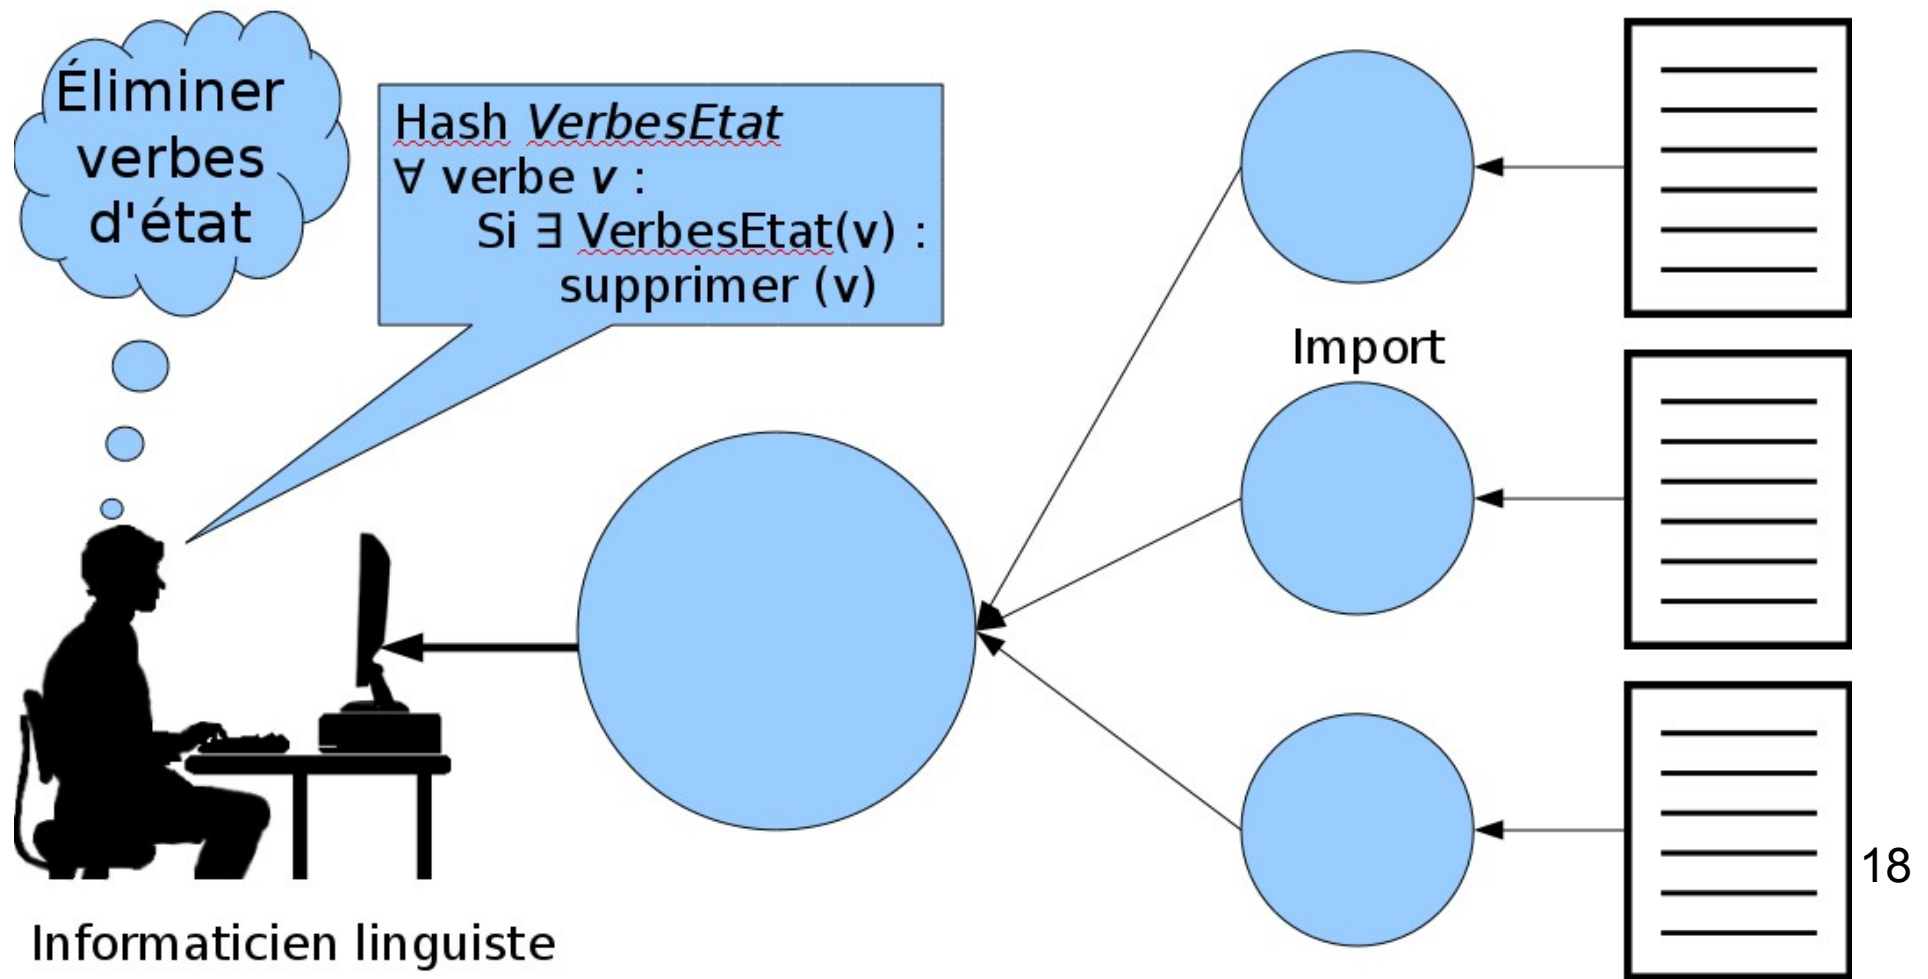 Éliminer
verbes
d'état
Hash VerbesEtat
∀ verbe v :
Si ∃ VerbesEtat(v) :
supprimer (v)
Import
18
Informaticien linguiste